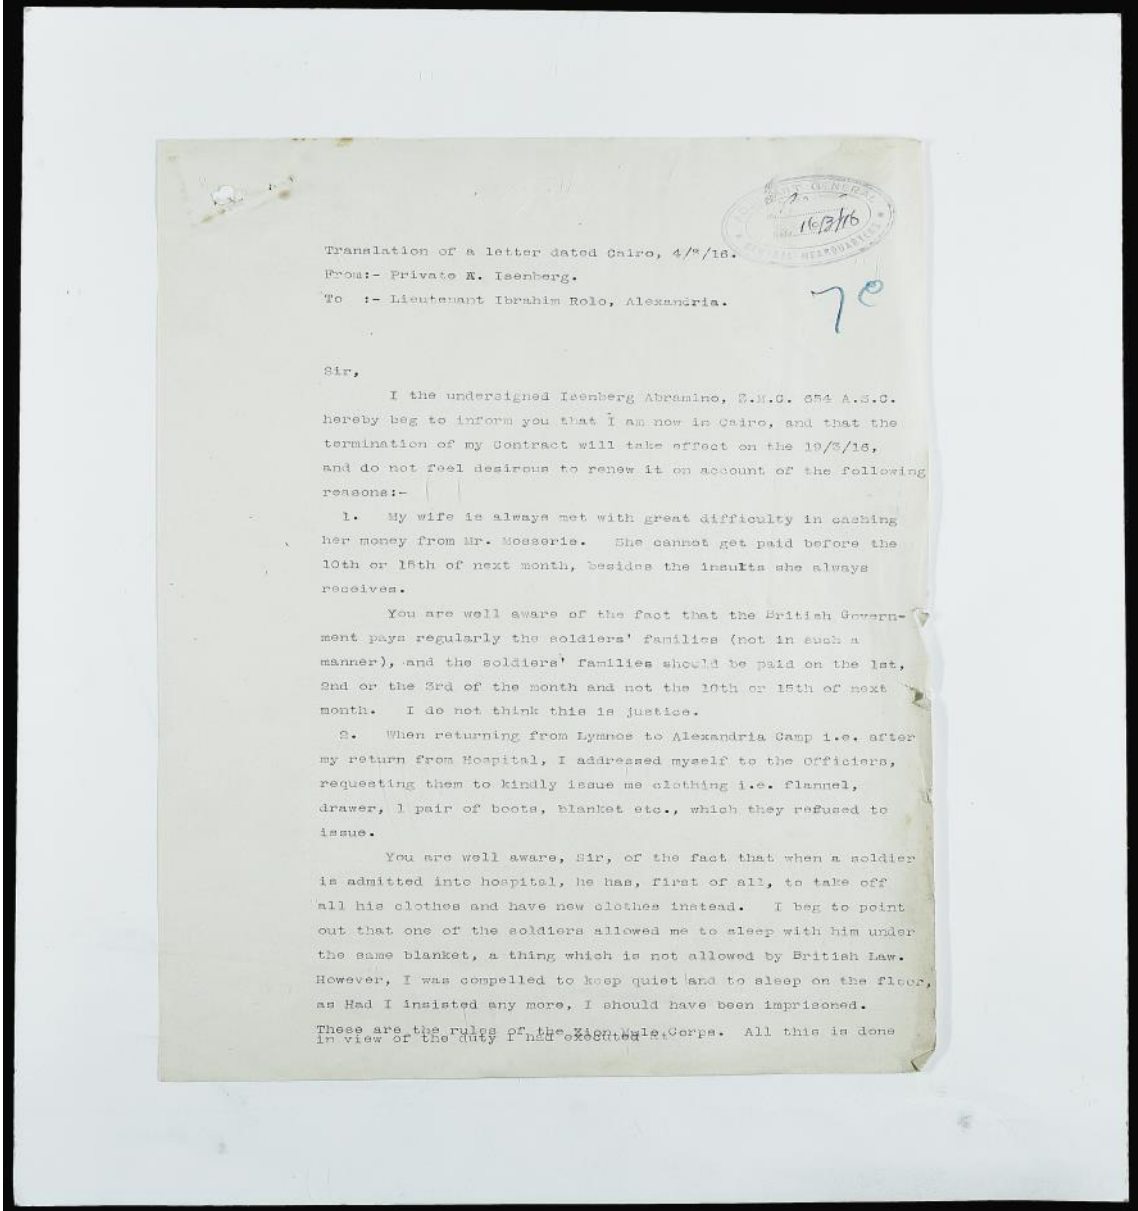 ADJUTANT GENERAL
16/3/16
GENERAL HEADQUARTERS
7e
Translation of a letter dated Cairo, 4/ /16.
From:- Private A. Isenberg.
To :- Lieutenant Ibrahim Rolo, Alexandria.
Sir,
I the undersigned Isenberg Abramino, Z.M.C. 654 A.S.C.
hereby beg to inform you that I am now in Cairo, and that the
termination of my Contract will take effect on the 19/3/16,
and do not feel desirous to renew it on account of the following
reasons:-
1. My wife is always met with great difficulty in cashing
her money from Mr. Mosserie. She cannot get paid before the
10th or 15th of next month, besides the insults she always
receives.
You are well aware of the fact that the British Govern-
ment pays regularly the soldiers' families (not in such a
manner), and the soldiers' families should be paid on the 1st,
2nd or the 3rd of the month and not the 10th or 15th of next
month. I do not think this is justice.
2. When returning from Lymnos to Alexandria Camp i.e. after
my return from Hospital, I addressed myself to the Officiers,
requesting them to kindly issue me clothing i.e. flannel,
drawer, 1 pair of boots, blanket etc., which they refused to
issue.
You are well aware, Sir, of the fact that when a soldier
is admitted into hospital, he has, first of all, to take off
all his clothes and have new clothes instead. I beg to point
out that one of the soldiers allowed me to sleep with him under
the same blanket, a thing which is not allowed by British Law.
However, I was compelled to keep quiet and to sleep on the floor,
as Had I insisted any more, I should have been imprisoned.
These are the rules of the Zion Mule Corps. All this is done
in view of the duty I had executed at